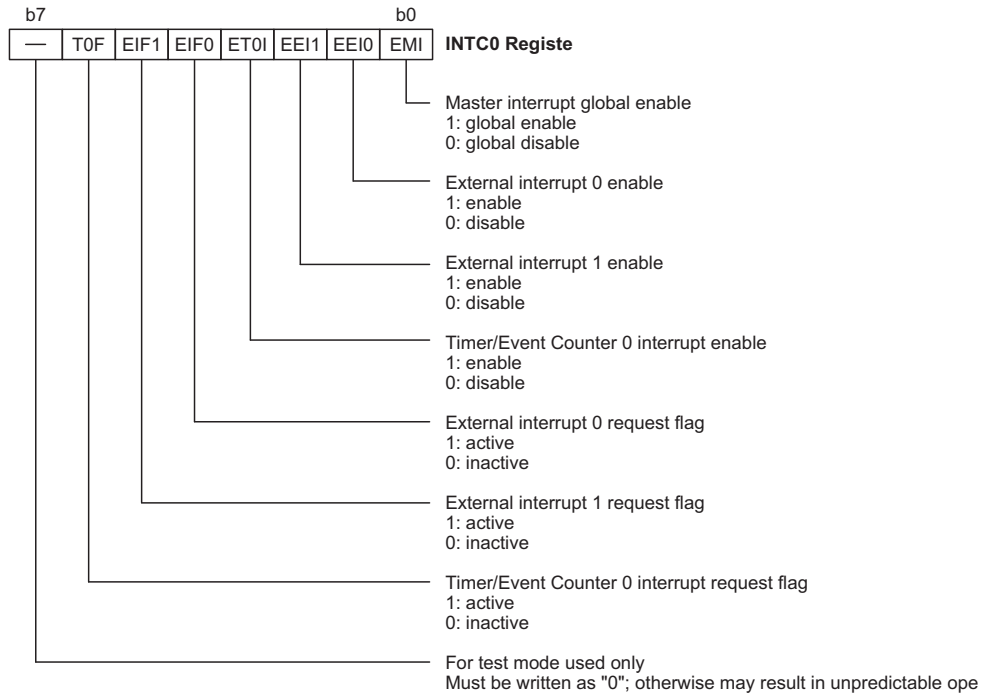 b7 b0
— T0F EIF1 EIF0 ET0I EEI1 EEI0 EMI INTC0 Registe
Master interrupt global enable
1: global enable
0: global disable
External interrupt 0 enable
1: enable
0: disable
External interrupt 1 enable
1: enable
0: disable
Timer/Event Counter 0 interrupt enable
1: enable
0: disable
External interrupt 0 request flag
1: active
0: inactive
External interrupt 1 request flag
1: active
0: inactive
Timer/Event Counter 0 interrupt request flag
1: active
0: inactive
For test mode used only
Must be written as "0"; otherwise may result in unpredictable ope